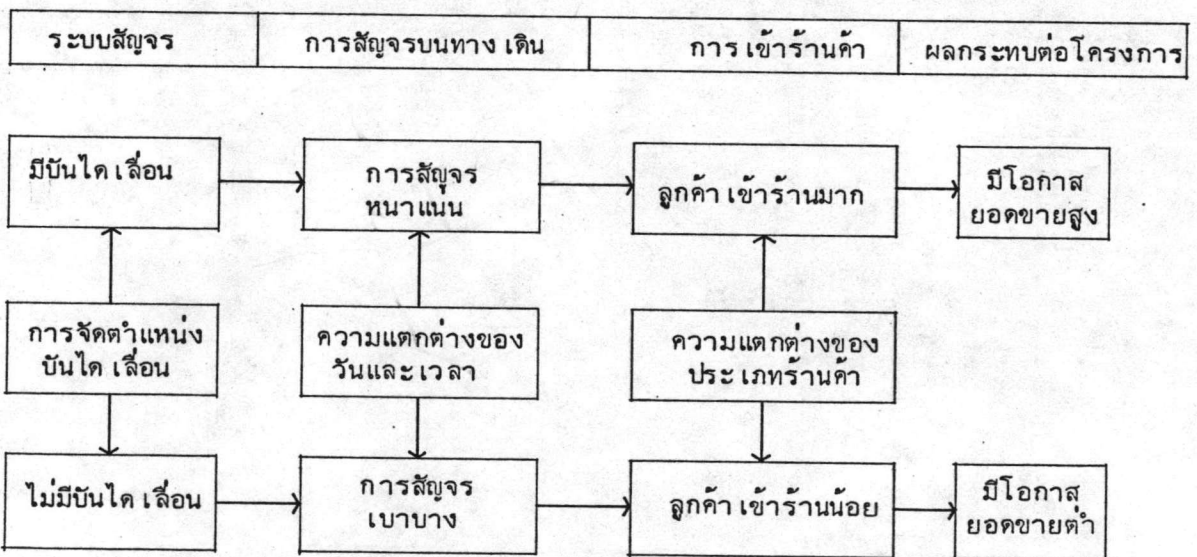 ระบบสัญจร การสัญจรบนทางเดิน การเข้าร้านค้า ผลกระทบต่อโครงการ
มีบันไดเลื่อน
การสัญจร
หนาแน่น
ลูกค้าเข้าร้านมาก
มีโอกาส
ยอดขายสูง
การจัดตำแหน่ง
บันไดเลื่อน
ความแตกต่างของ
วันและเวลา
ความแตกต่างของ
ประเภทร้านค้า
ไม่มีบันไดเลื่อน
การสัญจร
เบาบาง
ลูกค้าเข้าร้านน้อย
มีโอกาส
ยอดขายต่ำ